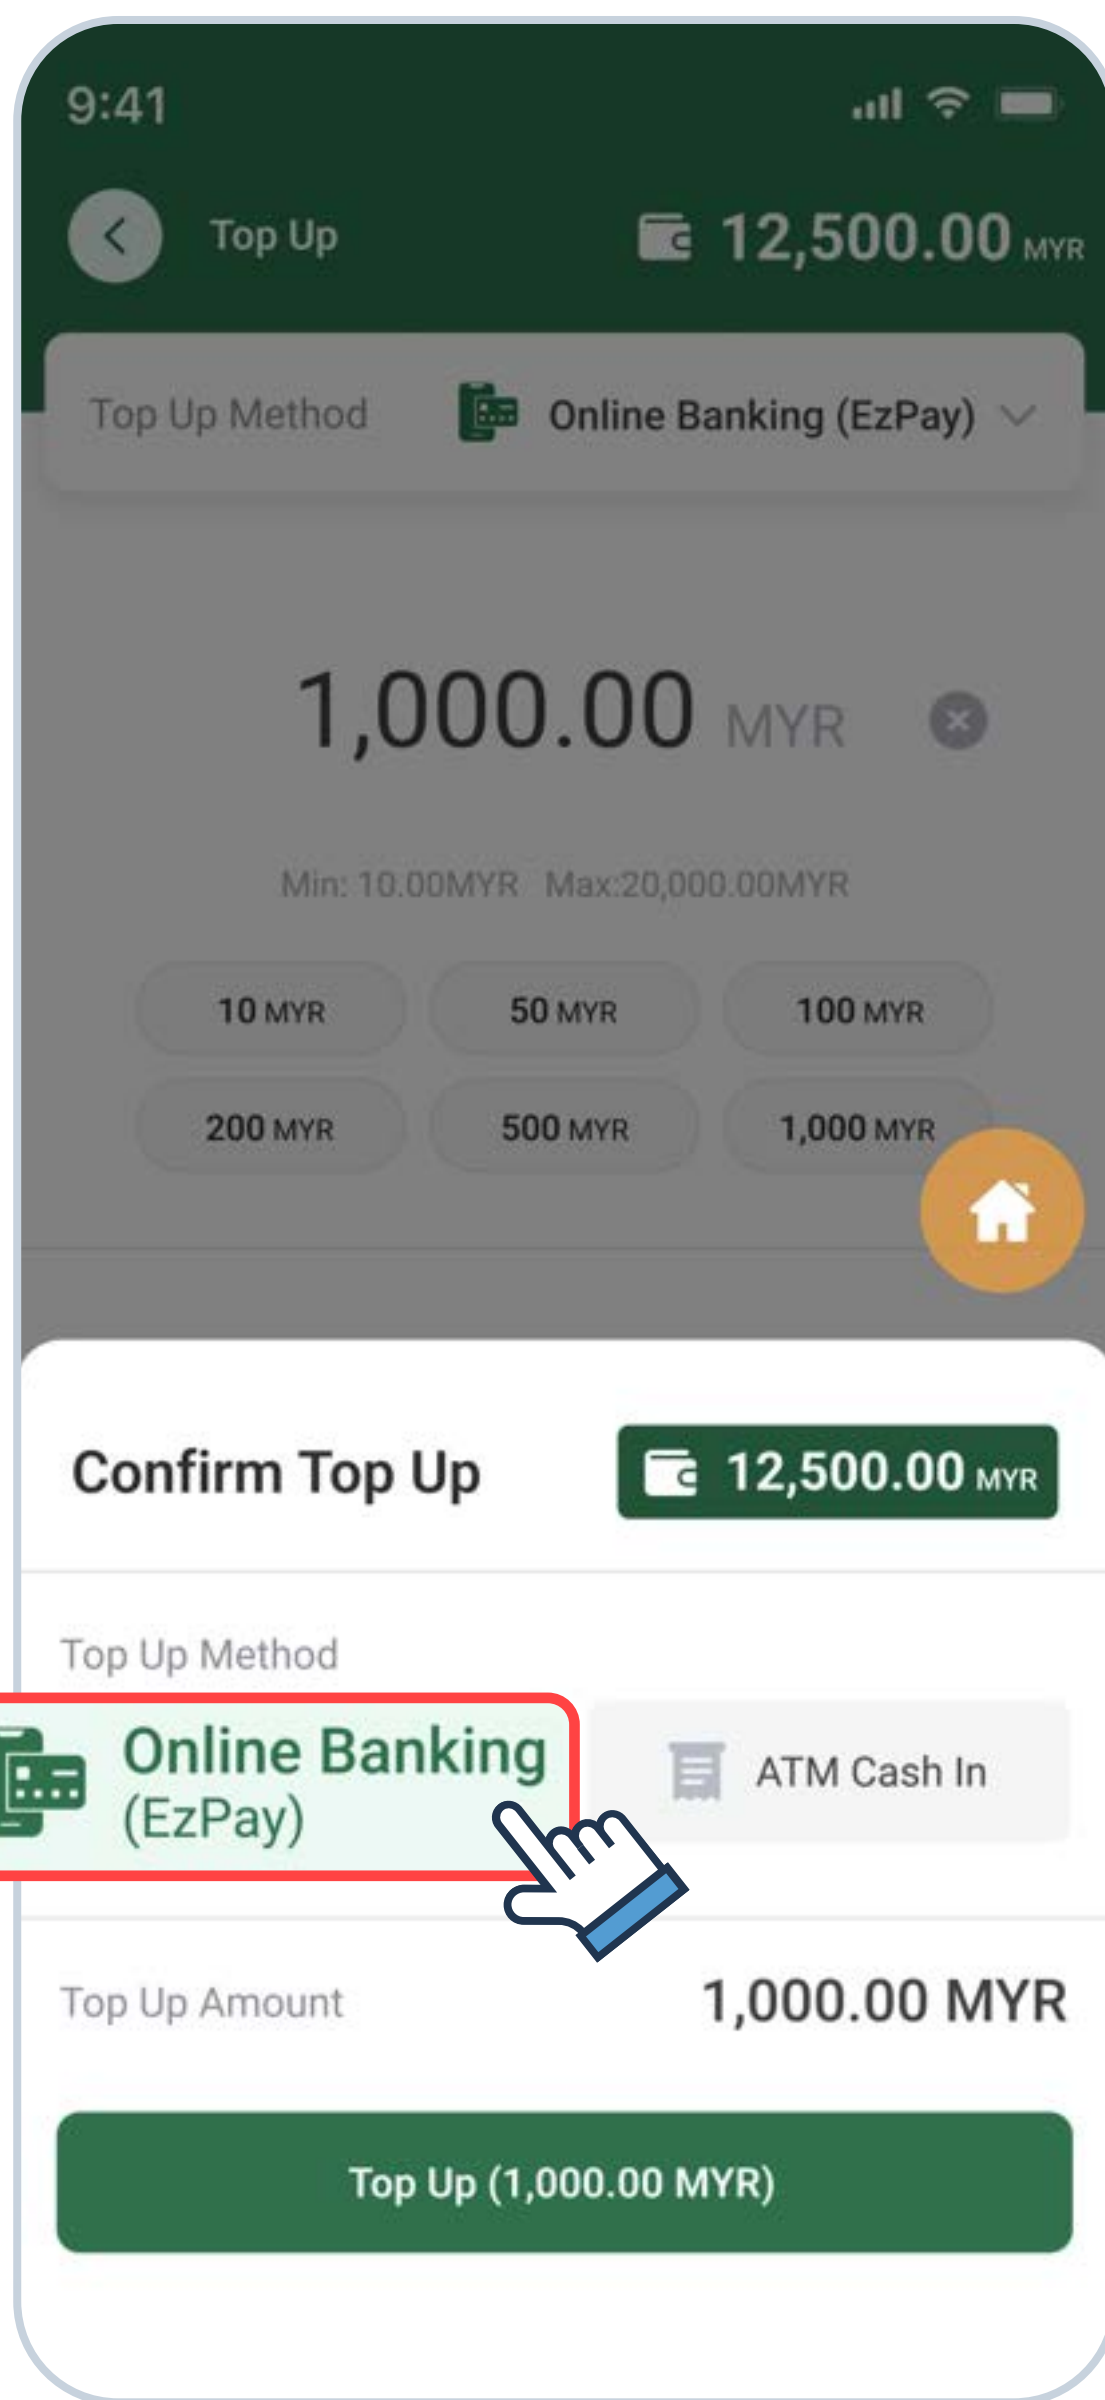 9:41
Top Up 12,500.00 MYR
Top Up Method Online Banking (EzPay)
1,000.00 MYR
Min: 10.00MYR Max:20,000.00MYR
10 MYR 50 MYR 100 MYR
200 MYR 500 MYR 1,000 MYR
Confirm Top Up 12,500.00 MYR
Top Up Method
Online Banking
(EzPay)
ATM Cash In
Top Up Amount 1,000.00 MYR
Top Up (1,000.00 MYR)